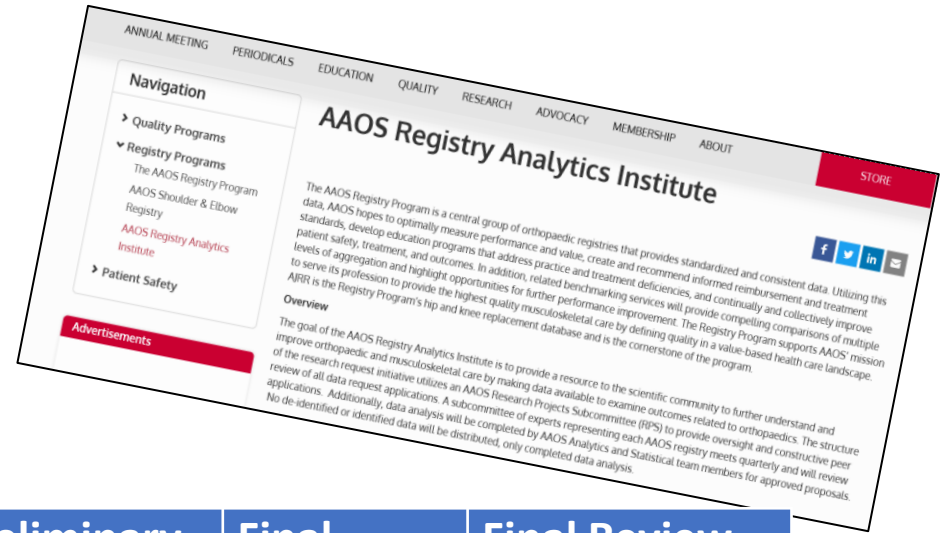 ANNUAL MEETING PERIODICALS EDUCATION QUALITY RESEARCH ADVOCACY MEMBERSHIP ABOUT
STORE
Navigation
Quality Programs
Registry Programs
The AAOS Registry Program
AAOS Shoulder & Elbow
Registry
AAOS Registry Analytics
Institute
Patient Safety
Advertisements
AAOS Registry Analytics Institute
The AAOS Registry Program is a central group of orthopaedic registries that provides standardized and consistent data. Utilizing this
data, AAOS hopes to optimally measure performance and value, create and recommend informed reimbursement and treatment
standards, develop education programs that address practice and treatment deficiencies, and continually and collectively improve
patient safety, treatment, and outcomes. In addition, related benchmarking services will provide compelling comparisons of multiple
levels of aggregation and highlight opportunities for further performance improvement. The Registry Program supports AAOS' mission
to serve its profession to provide the highest quality musculoskeletal care by defining quality in a value-based health care landscape.
AJRR is the Registry Program's hip and knee replacement database and is the cornerstone of the program.
Overview
The goal of the AAOS Registry Analytics Institute is to provide a resource to the scientific community to further understand and
improve orthopaedic and musculoskeletal care by making data available to examine outcomes related to orthopaedics. The structure
of the research request initiative utilizes an AAOS Research Projects Subcommittee (RPS) to provide oversight and constructive peer
review of all data request applications. A subcommittee of experts representing each AAOS registry meets quarterly and will review
applications. Additionally, data analysis will be completed by AAOS Analytics and Statistical team members for approved proposals.
No de-identified or identified data will be distributed, only completed data analysis.
Final Final Review